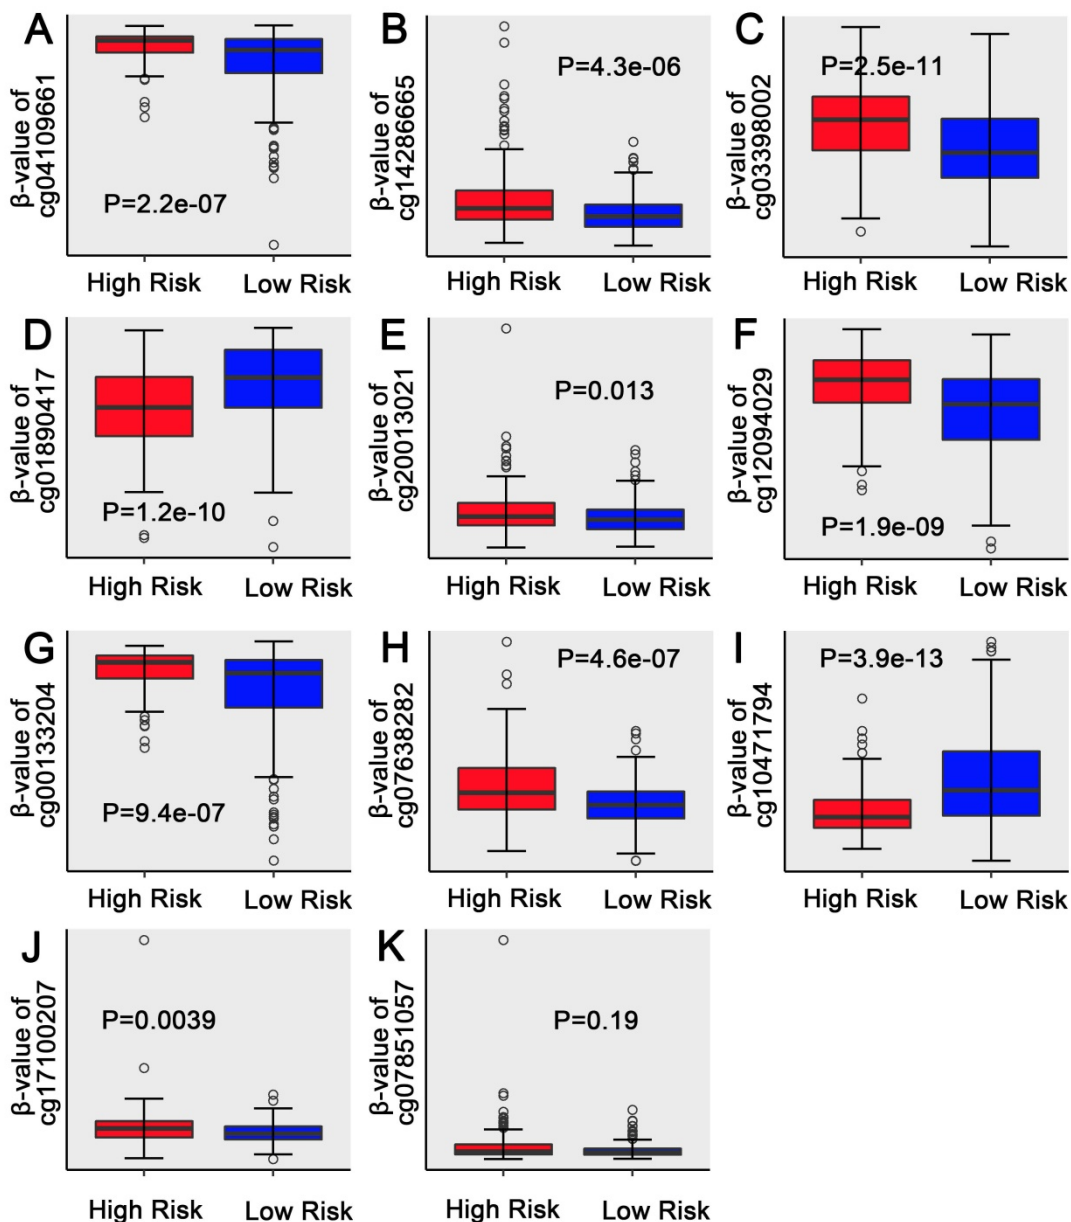 A
β-value of
cg04109661
P=2.2e-07
High Risk
Low Risk
B
β-value of
cg14286665
P=4.3e-06
High Risk
Low Risk
C
β-value of
cg03398002
P=2.5e-11
High Risk
Low Risk
D
β-value of
cg01890417
P=1.2e-10
High Risk
Low Risk
E
β-value of
cg20013021
P=0.013
High Risk
Low Risk
F
β-value of
cg12094029
P=1.9e-09
High Risk
Low Risk
G
β-value of
cg00133204
P=9.4e-07
High Risk
Low Risk
H
β-value of
cg07638282
P=4.6e-07
High Risk
Low Risk
I
β-value of
cg10471794
P=3.9e-13
High Risk
Low Risk
J
β-value of
cg17100207
P=0.0039
High Risk
Low Risk
K
β-value of
cg07851057
P=0.19
High Risk
Low Risk